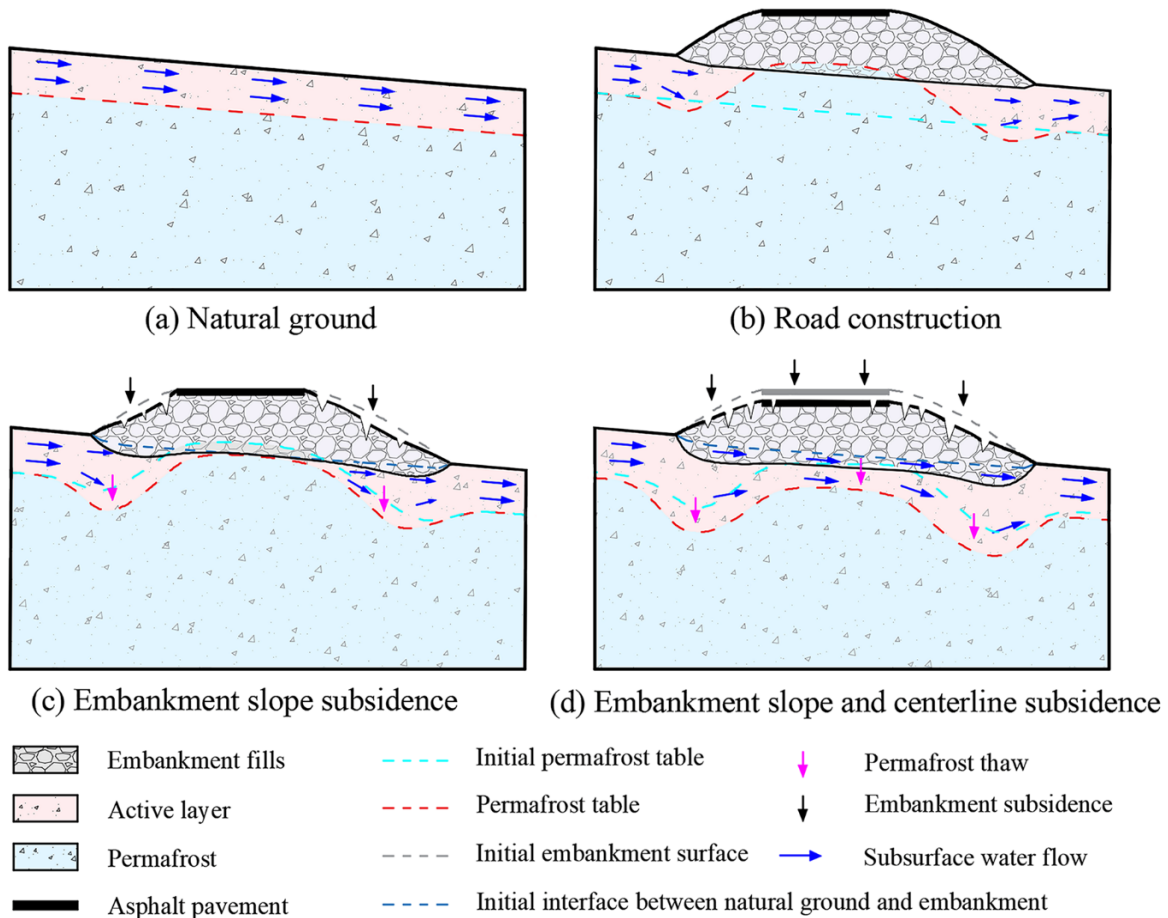 (a) Natural ground
(b) Road construction
(c) Embankment slope subsidence
(d) Embankment slope and centerline subsidence
Embankment fills
Initial permafrost table
Permafrost thaw
Active layer
Permafrost table
Embankment subsidence
Permafrost
Initial embankment surface
Subsurface water flow
Asphalt pavement
Initial interface between natural ground and embankment